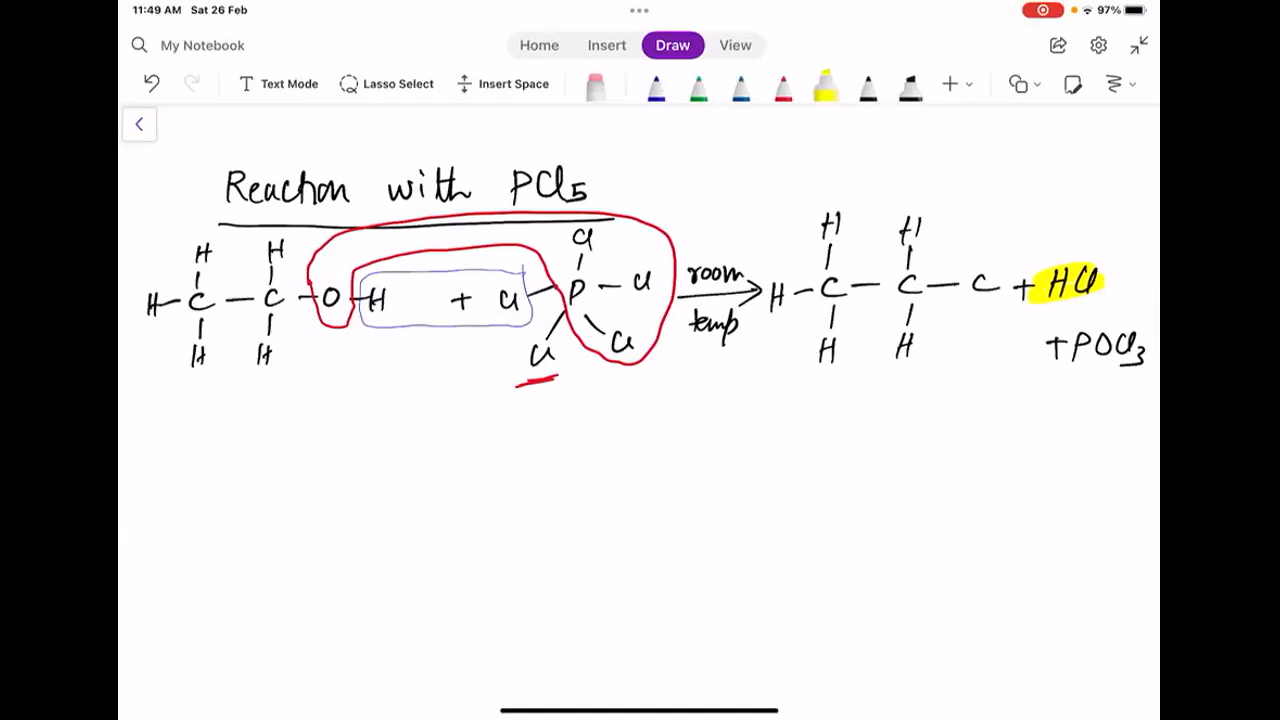 11:49 AM Sat 26 Feb
97%
My Notebook
Home Insert Draw View
Text Mode Lasso Select Insert Space
Reaction with PCl5
H H Cl
H-C-C-O-H + Cl-P-Cl room temp H-C-C-C + HCl
H H Cl Cl
H H
H H
+POCl3